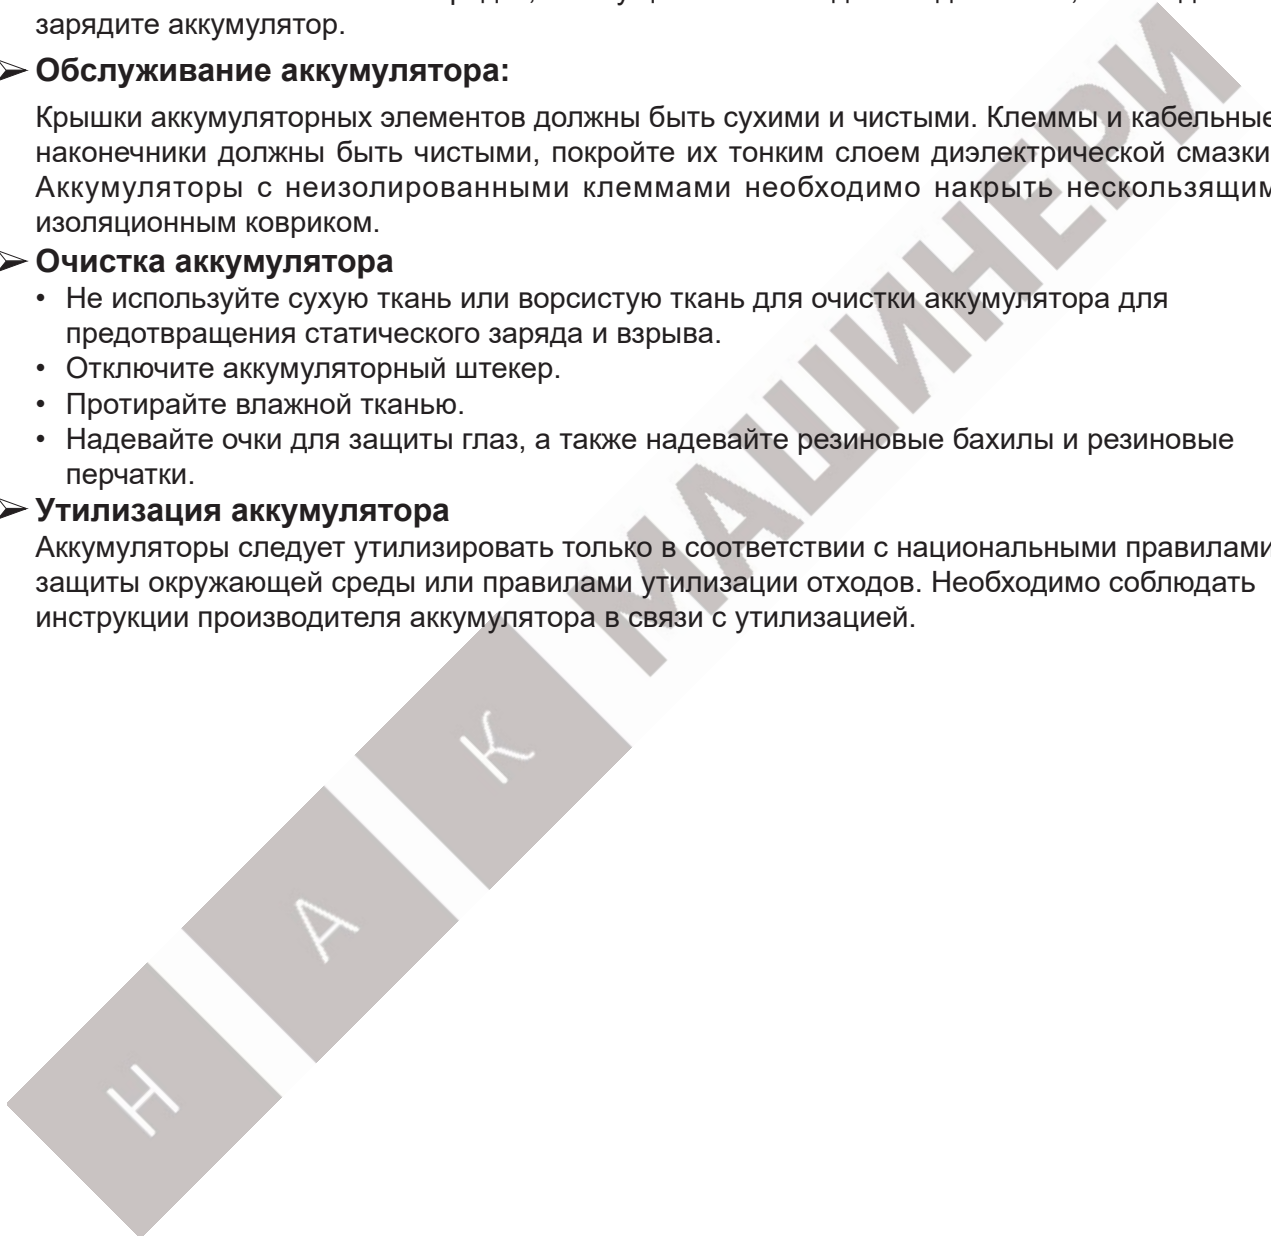 зарядите аккумулятор.
➢ Обслуживание аккумулятора:
Крышки аккумуляторных элементов должны быть сухими и чистыми. Клеммы и кабельные
наконечники должны быть чистыми, покройте их тонким слоем диэлектрической смазки
Аккумуляторы с неизолированными клеммами необходимо накрыть нескользящим
изоляционным ковриком.
➢ Очистка аккумулятора
• Не используйте сухую ткань или ворсистую ткань для очистки аккумулятора для
предотвращения статического заряда и взрыва.
• Отключите аккумуляторный штекер.
• Протирайте влажной тканью.
• Надевайте очки для защиты глаз, а также надевайте резиновые бахилы и резиновые
перчатки.
➢ Утилизация аккумулятора
Аккумуляторы следует утилизировать только в соответствии с национальными правилами
защиты окружающей среды или правилами утилизации отходов. Необходимо соблюдать
инструкции производителя аккумулятора в связи с утилизацией.
Н А К МАШИНЕРИ